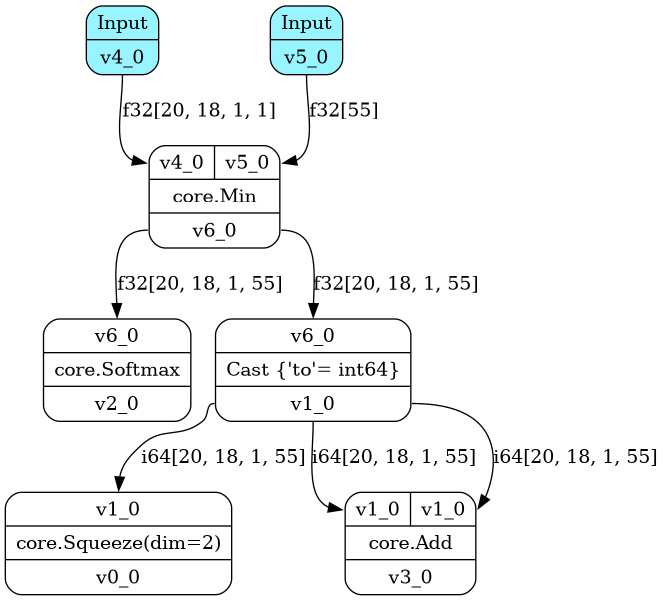 Input
v4_0
Input
v5_0
f32[20, 18, 1, 1]
f32[55]
v4_0 v5_0
core.Min
v6_0
f32[20, 18, 1, 55]
f32[20, 18, 1, 55]
v6_0
core.Softmax
v2_0
v6_0
Cast {'to'= int64}
v1_0
i64[20, 18, 1, 55]
i64[20, 18, 1, 55]
i64[20, 18, 1, 55]
v1_0
core.Squeeze(dim=2)
v0_0
v1_0 v1_0
core.Add
v3_0